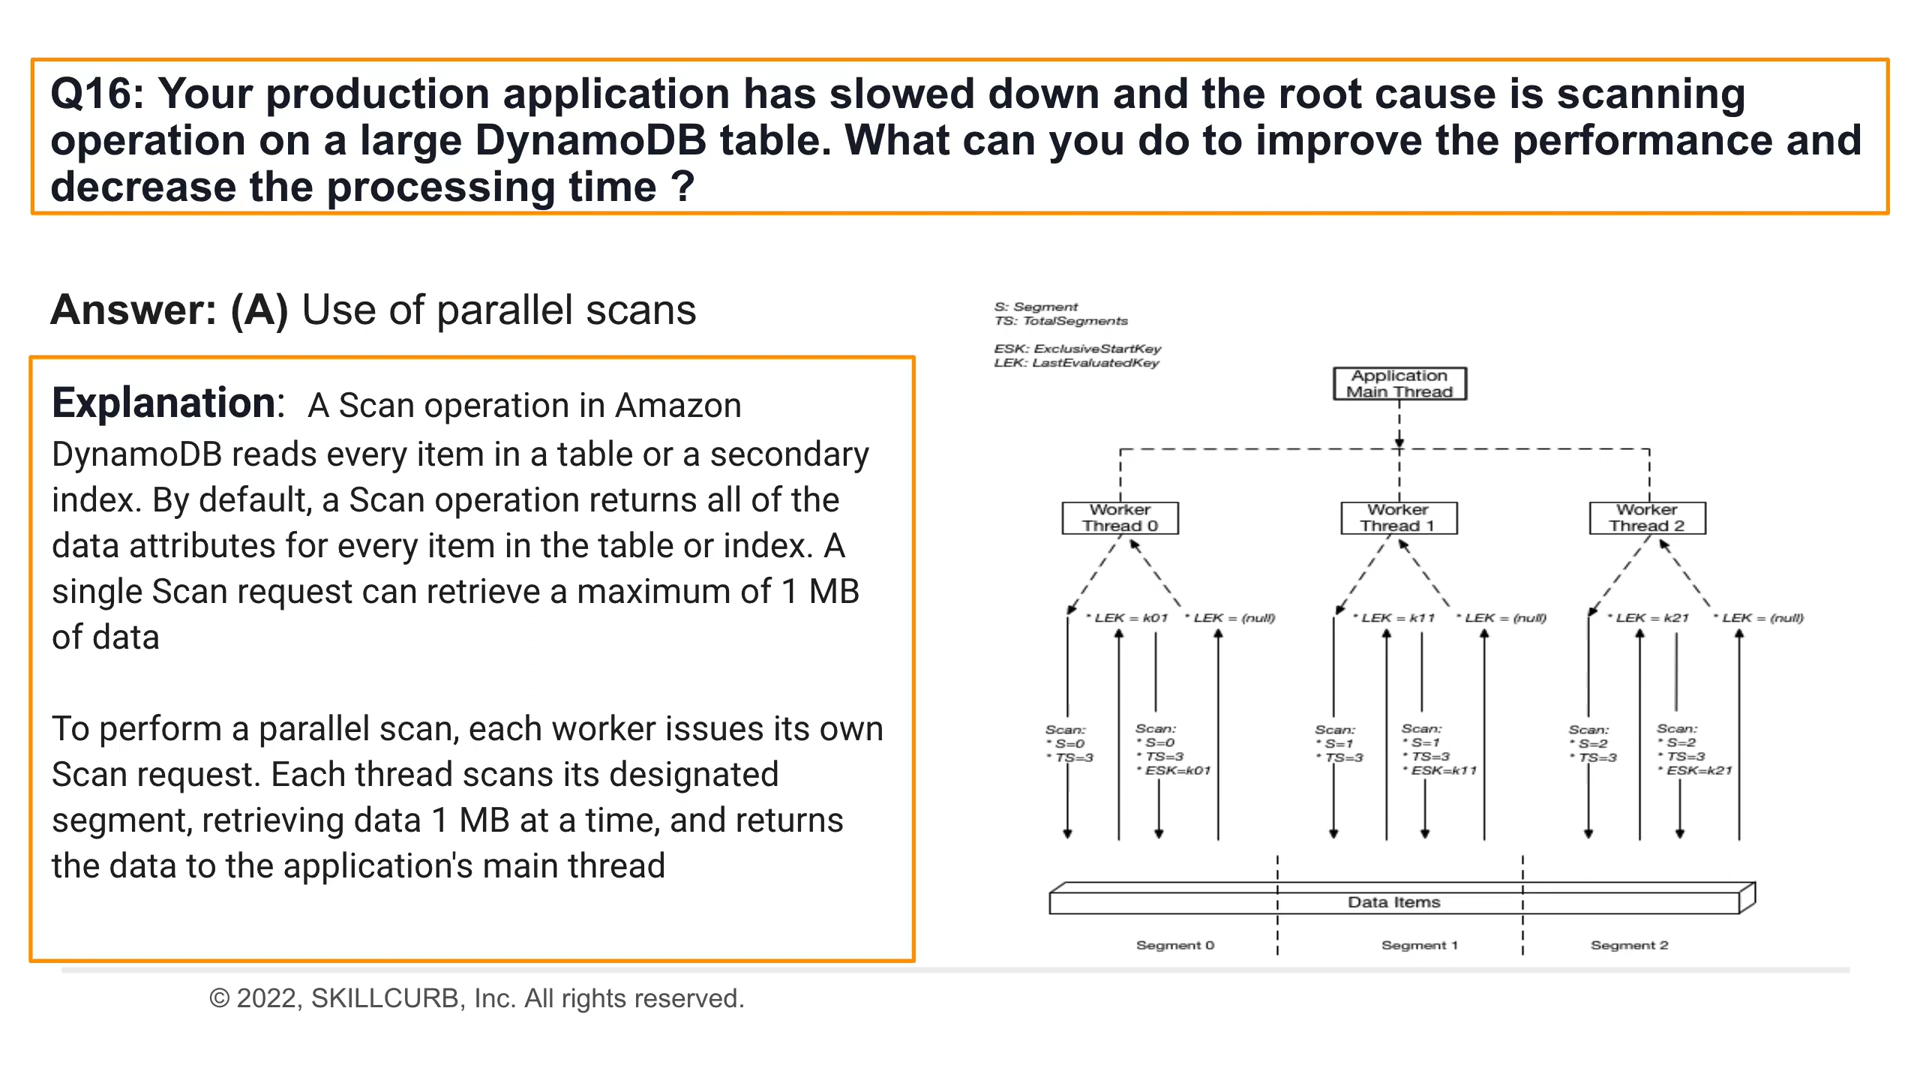 Q16: Your production application has slowed down and the root cause is scanning
operation on a large DynamoDB table. What can you do to improve the performance and
decrease the processing time ?
Answer: (A) Use of parallel scans
Explanation:  A Scan operation in Amazon
DynamoDB reads every item in a table or a secondary
index. By default, a Scan operation returns all of the
data attributes for every item in the table or index. A
single Scan request can retrieve a maximum of 1 MB
of data
To perform a parallel scan, each worker issues its own
Scan request. Each thread scans its designated
segment, retrieving data 1 MB at a time, and returns
the data to the application's main thread
S: Segment
TS: TotalSegments
ESK: ExclusiveStartKey
LEK: LastEvaluatedKey
Application
Main Thread
Worker
Thread 0
Worker
Thread 1
Worker
Thread 2
* LEK = k01
* LEK = (null)
* LEK = k11
* LEK = (null)
* LEK = k21
* LEK = (null)
Scan:
* S=0
* TS=3
Scan:
* S=0
* TS=3
* ESK=k01
Scan:
* S=1
* TS=3
Scan:
* S=1
* TS=3
* ESK=k11
Scan:
* S=2
* TS=3
Scan:
* S=2
* TS=3
* ESK=k21
Data Items
Segment 0
Segment 1
Segment 2
© 2022, SKILLCURB, Inc. All rights reserved.